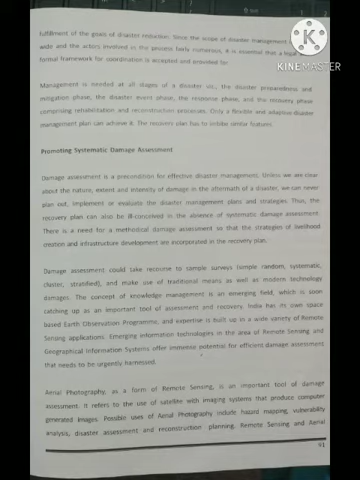 fulfillment of the goals of disaster reduction. Since the scope of disaster management
wide and the actors involved in the process fairly numerous, it is essential that a
formal framework for coordination is accepted and provided for.
KINEMASTER
Management is needed at all stages of a disaster viz., the disaster preparedness and
mitigation phase, the disaster event phase, the response phase, and the recovery phase
comprising rehabilitation and reconstruction processes. Only a flexible and adaptive disaster
management plan can achieve it. The recovery plan has to imbibe similar features.
Promoting Systematic Damage Assessment
Damage assessment is a precondition for effective disaster management. Unless we are clear
about the nature, extent and intensity of damage in the aftermath of a disaster, we can never
plan out, implement or evaluate the disaster management plans and strategies. Thus, the
recovery plan can also be ill-conceived in the absence of systematic damage assessment.
There is a need for a methodical damage assessment so that the strategies of livelihood
creation and infrastructure development are incorporated in the recovery plan.
Damage assessment could take recourse to sample surveys (simple random, systematic,
cluster, stratified), and make use of traditional means as well as modern technology
damages. The concept of knowledge management is an emerging field, which is soon
catching up as an important tool of assessment and recovery. India has its own space
based Earth Observation Programme, and expertise is built up in a wide variety of Remote
Sensing applications. Emerging information technologies in the area of Remote Sensing and
Geographical Information Systems offer immense potential for efficient damage assessment
that needs to be urgently harnessed.
Aerial Photography, as a form of Remote Sensing, is an important tool of damage
assessment. It refers to the use of satellite with imaging systems that produce computer
generated images. Possible uses of Aerial Photography include hazard mapping, vulnerability
analysis, disaster assessment and reconstruction planning. Remote Sensing and Aerial
91